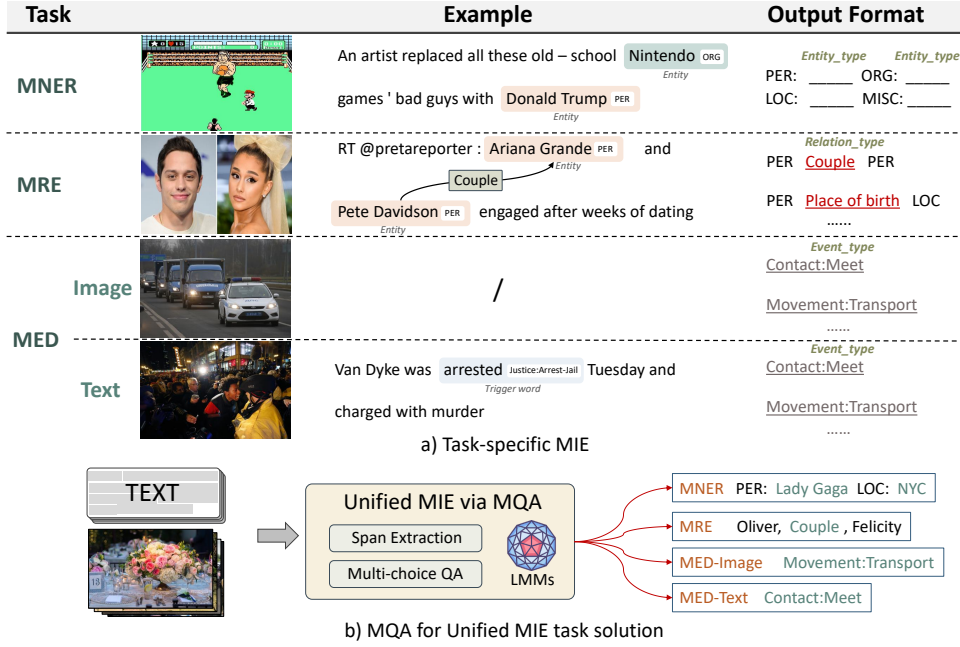 Task Example Output Format
MNER
An artist replaced all these old – school Nintendo ORG
Entity
games ' bad guys with Donald Trump PER
Entity
Entity_type Entity_type
PER: _____ ORG: _____
LOC: _____ MISC: _____
MRE
RT @pretareporter : Ariana Grande PER and
Entity
Couple
Pete Davidson PER engaged after weeks of dating
Entity
Relation_type
PER Couple PER
PER Place of birth LOC
......
MED
Image
/
Event_type
Contact:Meet
Movement:Transport
......
Text
Van Dyke was arrested Justice:Arrest-Jail Tuesday and
Trigger word
charged with murder
Event_type
Contact:Meet
Movement:Transport
......
a) Task-specific MIE
TEXT
13
Unified MIE via MQA
Span Extraction
Multi-choice QA
LMMs
MNER PER: Lady Gaga LOC: NYC
MRE Oliver, Couple , Felicity
MED-Image Movement:Transport
MED-Text Contact:Meet
b) MQA for Unified MIE task solution